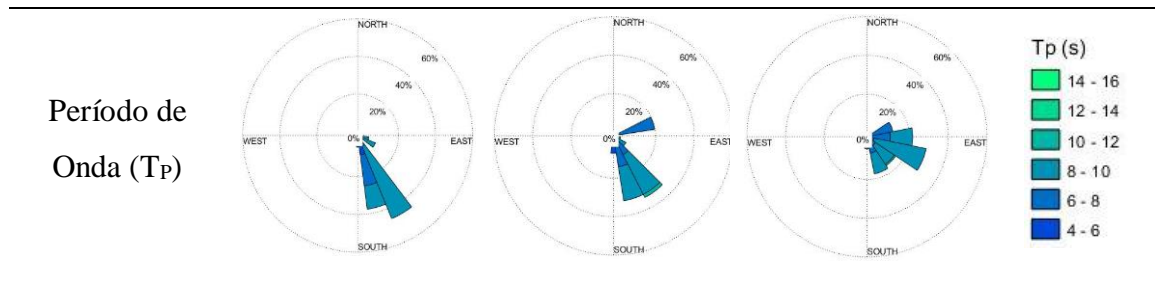 Período de
Onda (TP)
NORTH
60%
40%
20%
0%
WEST
EAST
SOUTH
NORTH
60%
40%
20%
0%
WEST
EAST
SOUTH
NORTH
60%
40%
20%
0%
WEST
EAST
SOUTH
Tp (s)
14 - 16
12 - 14
10 - 12
8 - 10
6 - 8
4 - 6